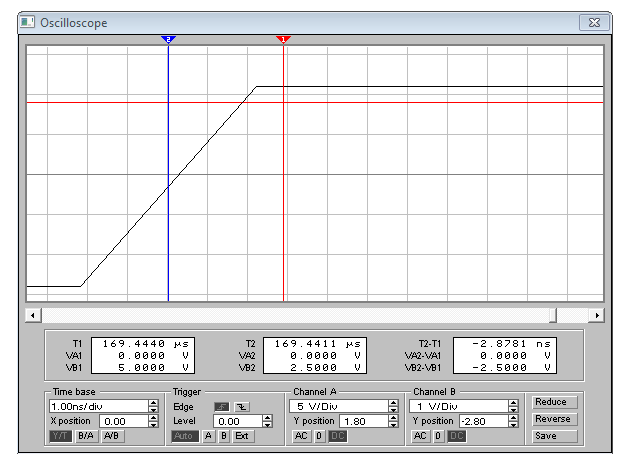 Oscilloscope
2 1
T1 169.4440 µs T2 169.4411 µs T2-T1 -2.8781 ns
VA1 0.0000 V VA2 0.0000 V VA2-VA1 0.0000 V
VB1 5.0000 V VB2 2.5000 V VB2-VB1 -2.5000 V
Time base Trigger Channel A Channel B
1.00ns/div Edge 5 V/Div 1 V/Div Reduce
X position 0.00 Level 0.00 Y position 1.80 Y position -2.80 Reverse
Y/T B/A A/B Auto A B Ext AC 0 DC AC 0 DC Save